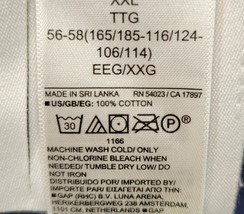 XXL
TTG
56-58(165/185-116/124-
106/114)
EEG/XXG
MADE IN SRI LANKA RN 54023 / CA 17897
•US/GB/EG: 100% COTTON
30
1166
MACHINE WASH COLD/ ONLY
NON-CHLORINE BLEACH WHEN
NEEDED/ TUMBLE DRY LOW/ DO
NOT IRON
DISTRIBUIDO POR/ IMPORTED BY/
IMPORTE PAR/ ΕΙΣΑΓΕΤΑΙ ΑΠΟ ΤΗΝ:
GAP (RHC) B.V. LUNA ARENA,
HERIKERBERGWEG 238 AMSTERDAM,
1101 CM, NETHERLANDS • GAP